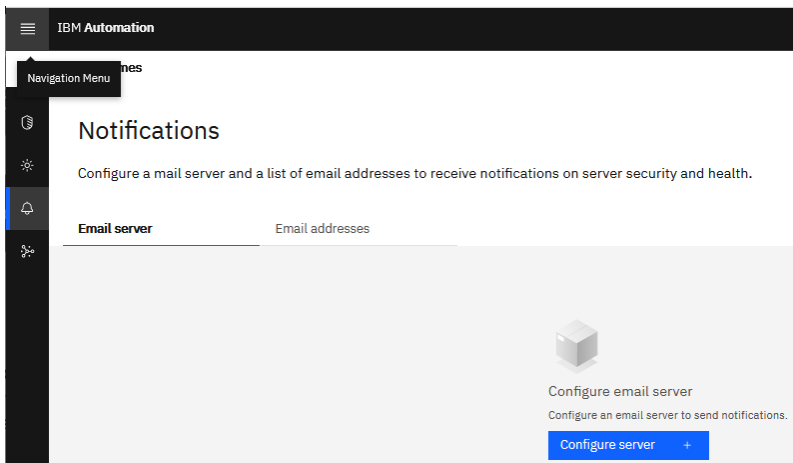 IBM Automation
mes
Navigation Menu
Notifications
Configure a mail server and a list of email addresses to receive notifications on server security and health.
Email server Email addresses
Configure email server
Configure an email server to send notifications.
Configure server +